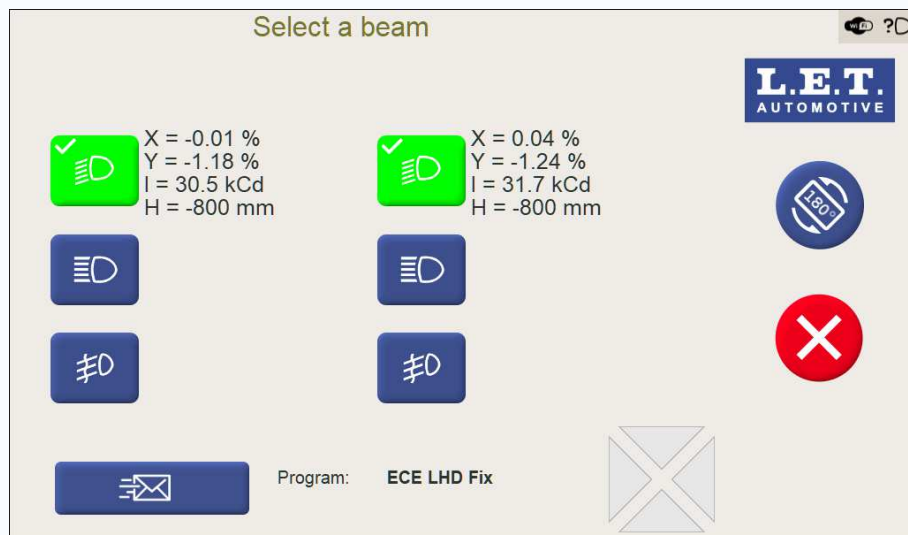 Select a beam
WiFi ?
L.E.T.
AUTOMOTIVE
X = -0.01 %
Y = -1.18 %
I = 30.5 kCd
H = -800 mm
X = 0.04 %
Y = -1.24 %
I = 31.7 kCd
H = -800 mm
180°
Program: ECE LHD Fix